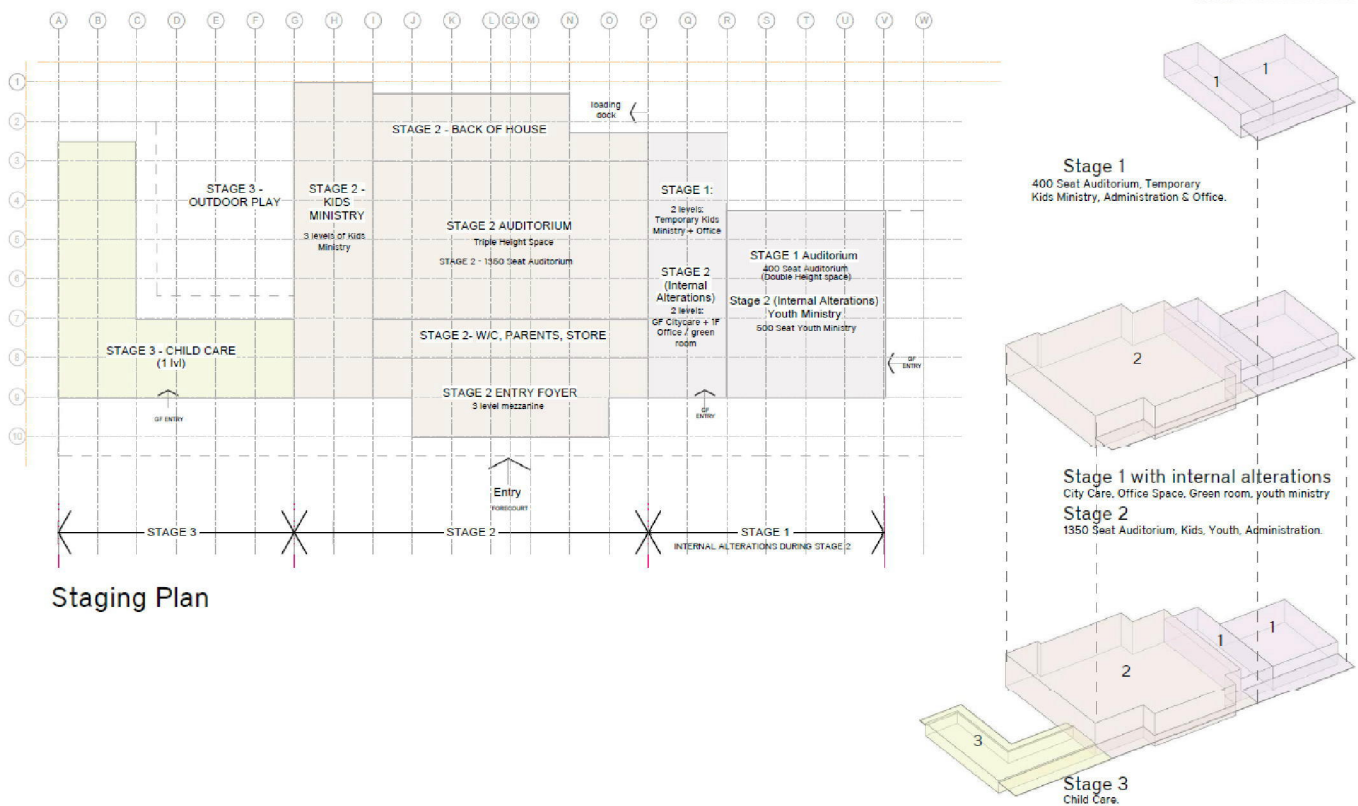 A B C D E F G H I J K L CL M N O P Q R S T U V W
1
2
3
4
5
6
7
8
9
10
loading
dock
STAGE 2 - BACK OF HOUSE
STAGE 3 -
OUTDOOR PLAY
STAGE 2 -
KIDS
MINISTRY
3 levels of Kids
Ministry
STAGE 2 AUDITORIUM
Triple Height Space
STAGE 2 - 1350 Seat Auditorium
STAGE 1:
2 levels:
Temporary Kids
Ministry + Office
STAGE 2
(Internal
Alterations)
2 levels:
GF Citycare + 1F
Office / green
room
STAGE 1 Auditorium
400 Seat Auditorium
(Double Height space)
Stage 2 (Internal Alterations)
Youth Ministry
500 Seat Youth Ministry
STAGE 2- W/C, PARENTS, STORE
STAGE 3 - CHILD CARE
(1 lvl)
GF ENTRY
STAGE 2 ENTRY FOYER
3 level mezzanine
GF
ENTRY
GF
ENTRY
Entry
FORECOURT
STAGE 3
STAGE 2
STAGE 1
INTERNAL ALTERATIONS DURING STAGE 2
Staging Plan
1 1
Stage 1
400 Seat Auditorium, Temporary
Kids Ministry, Administration & Office.
2
Stage 1 with internal alterations
City Care, Office Space, Green room, youth ministry
Stage 2
1350 Seat Auditorium, Kids, Youth, Administration.
1 1
2
3
Stage 3
Child Care.